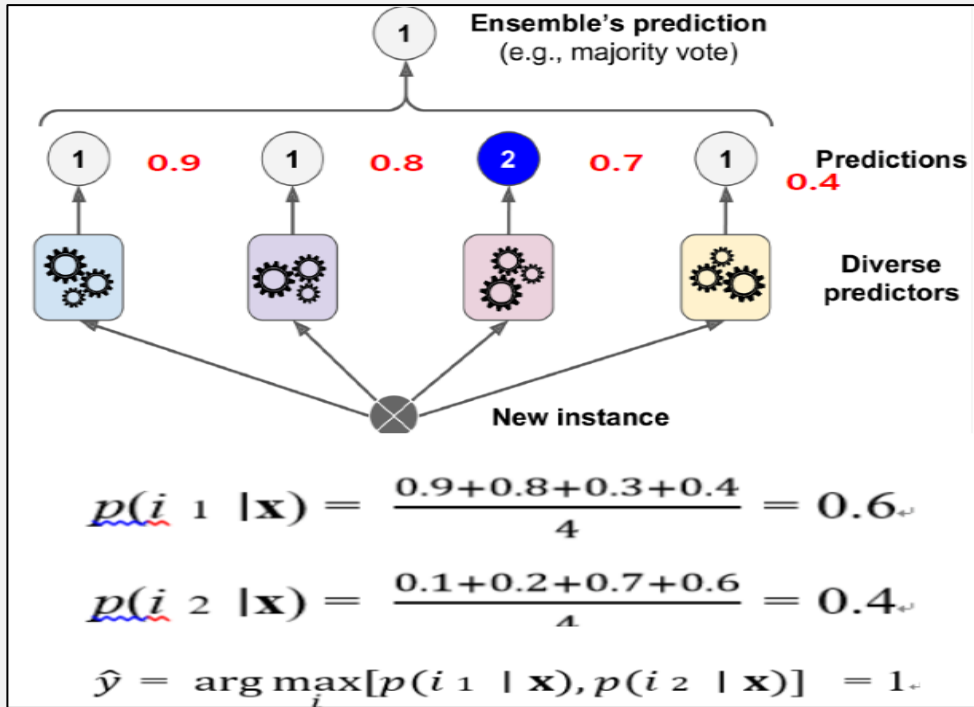 1 Ensemble's prediction
(e.g., majority vote)
1 0.9 1 0.8 2 0.7 1 Predictions
0.4
Diverse
predictors
New instance
p(i 1 |x) = 0.9+0.8+0.3+0.4 / 4 = 0.6↵
p(i 2 |x) = 0.1+0.2+0.7+0.6 / 4 = 0.4↵
ŷ = arg max i [p(i 1 | x), p(i 2 | x)] = 1↵